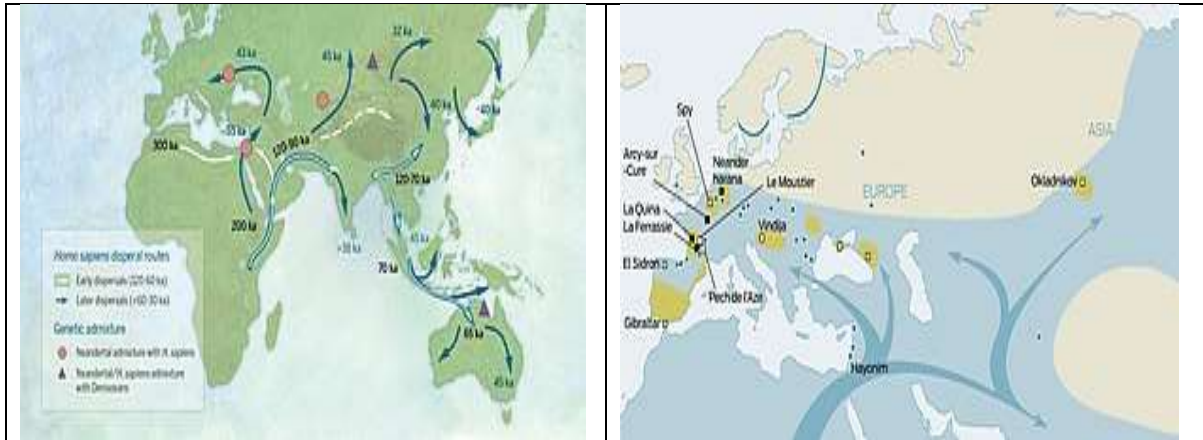 43 ka
45 ka
32 ka
~55 ka
300 ka
120-80 ka
40 ka
~40 ka
120-70 ka
200 ka
70 ka
65 ka
45 ka
Homo sapiens dispersal routes
Early dispersals (120-60 ka)
Later dispersals (<60-30 ka)
Genetic admixture
Neandertal admixture with H. sapiens
Neandertal/H. sapiens admixture
with Denisovans
Spy
Arcy-sur
-Cure
Le Moustier
La Quina
La Ferrassie
El Sidron
Pech de l'Aze
Gibraltar
Vindija
EUROPE
ASIA
Okladnikov
Hayonim